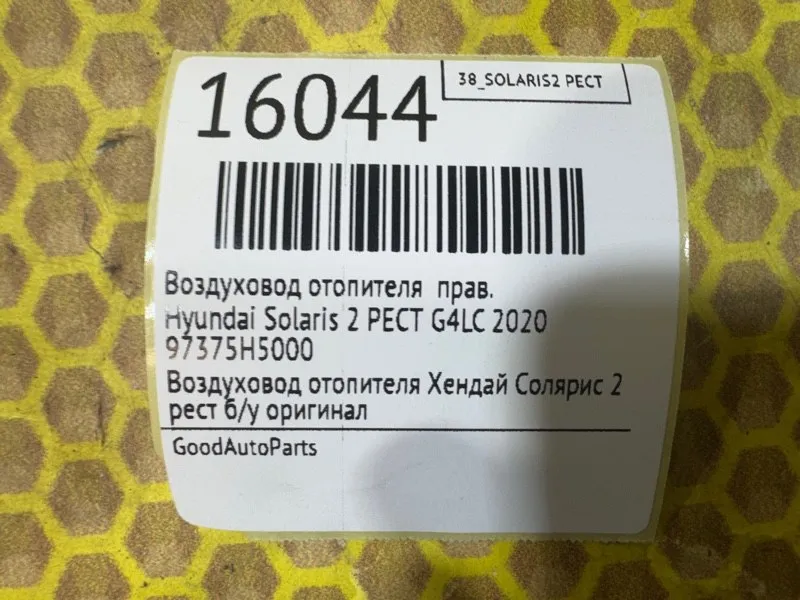 16044
38_SOLARIS2 РЕСТ
Воздуховод отопителя прав.
Hyundai Solaris 2 РЕСТ G4LC 2020
97375H5000
Воздуховод отопителя Хендай Солярис 2
рест б/у оригинал
GoodAutoParts